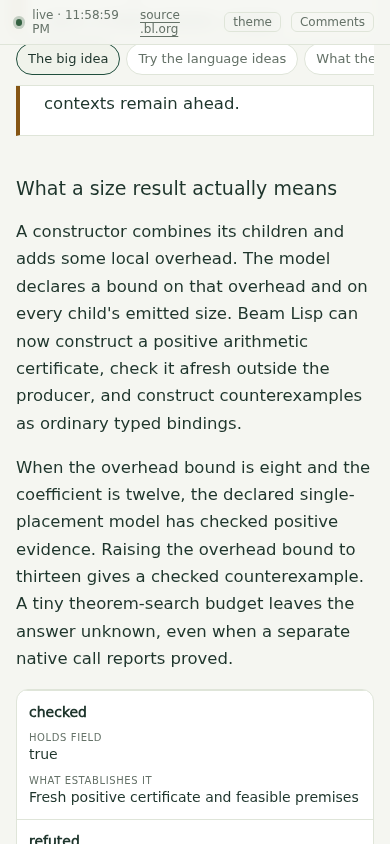 live · 11:58:59 PM
source .bl.org
theme
Comments
The big idea
Try the language ideas
What the
contexts remain ahead.
What a size result actually means
A constructor combines its children and
adds some local overhead. The model
declares a bound on that overhead and on
every child's emitted size. Beam Lisp can
now construct a positive arithmetic
certificate, check it afresh outside the
producer, and construct counterexamples
as ordinary typed bindings.
When the overhead bound is eight and the
coefficient is twelve, the declared single-
placement model has checked positive
evidence. Raising the overhead bound to
thirteen gives a checked counterexample.
A tiny theorem-search budget leaves the
answer unknown, even when a separate
native call reports proved.
checked
HOLDS FIELD
true
WHAT ESTABLISHES IT
Fresh positive certificate and feasible premises
refuted